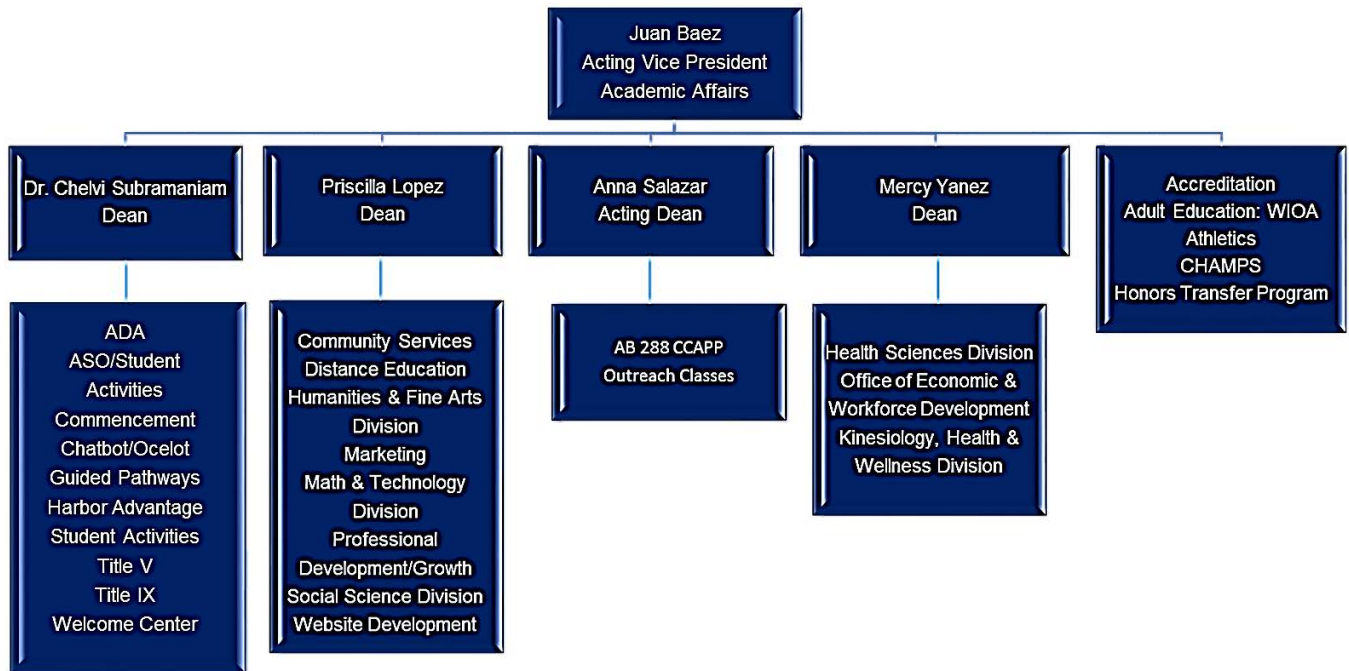 Juan Baez
Acting Vice President
Academic Affairs
Dr. Chelvi Subramaniam
Dean
Priscilla Lopez
Dean
Anna Salazar
Acting Dean
Mercy Yanez
Dean
Accreditation
Adult Education: WIOA
Athletics
CHAMPS
Honors Transfer Program
ADA
ASO/Student
Activities
Commencement
Chatbot/Ocelot
Guided Pathways
Harbor Advantage
Student Activities
Title V
Title IX
Welcome Center
Community Services
Distance Education
Humanities & Fine Arts
Division
Marketing
Math & Technology
Division
Professional
Development/Growth
Social Science Division
Website Development
AB 288 CCAPP
Outreach Classes
Health Sciences Division
Office of Economic &
Workforce Development
Kinesiology, Health &
Wellness Division